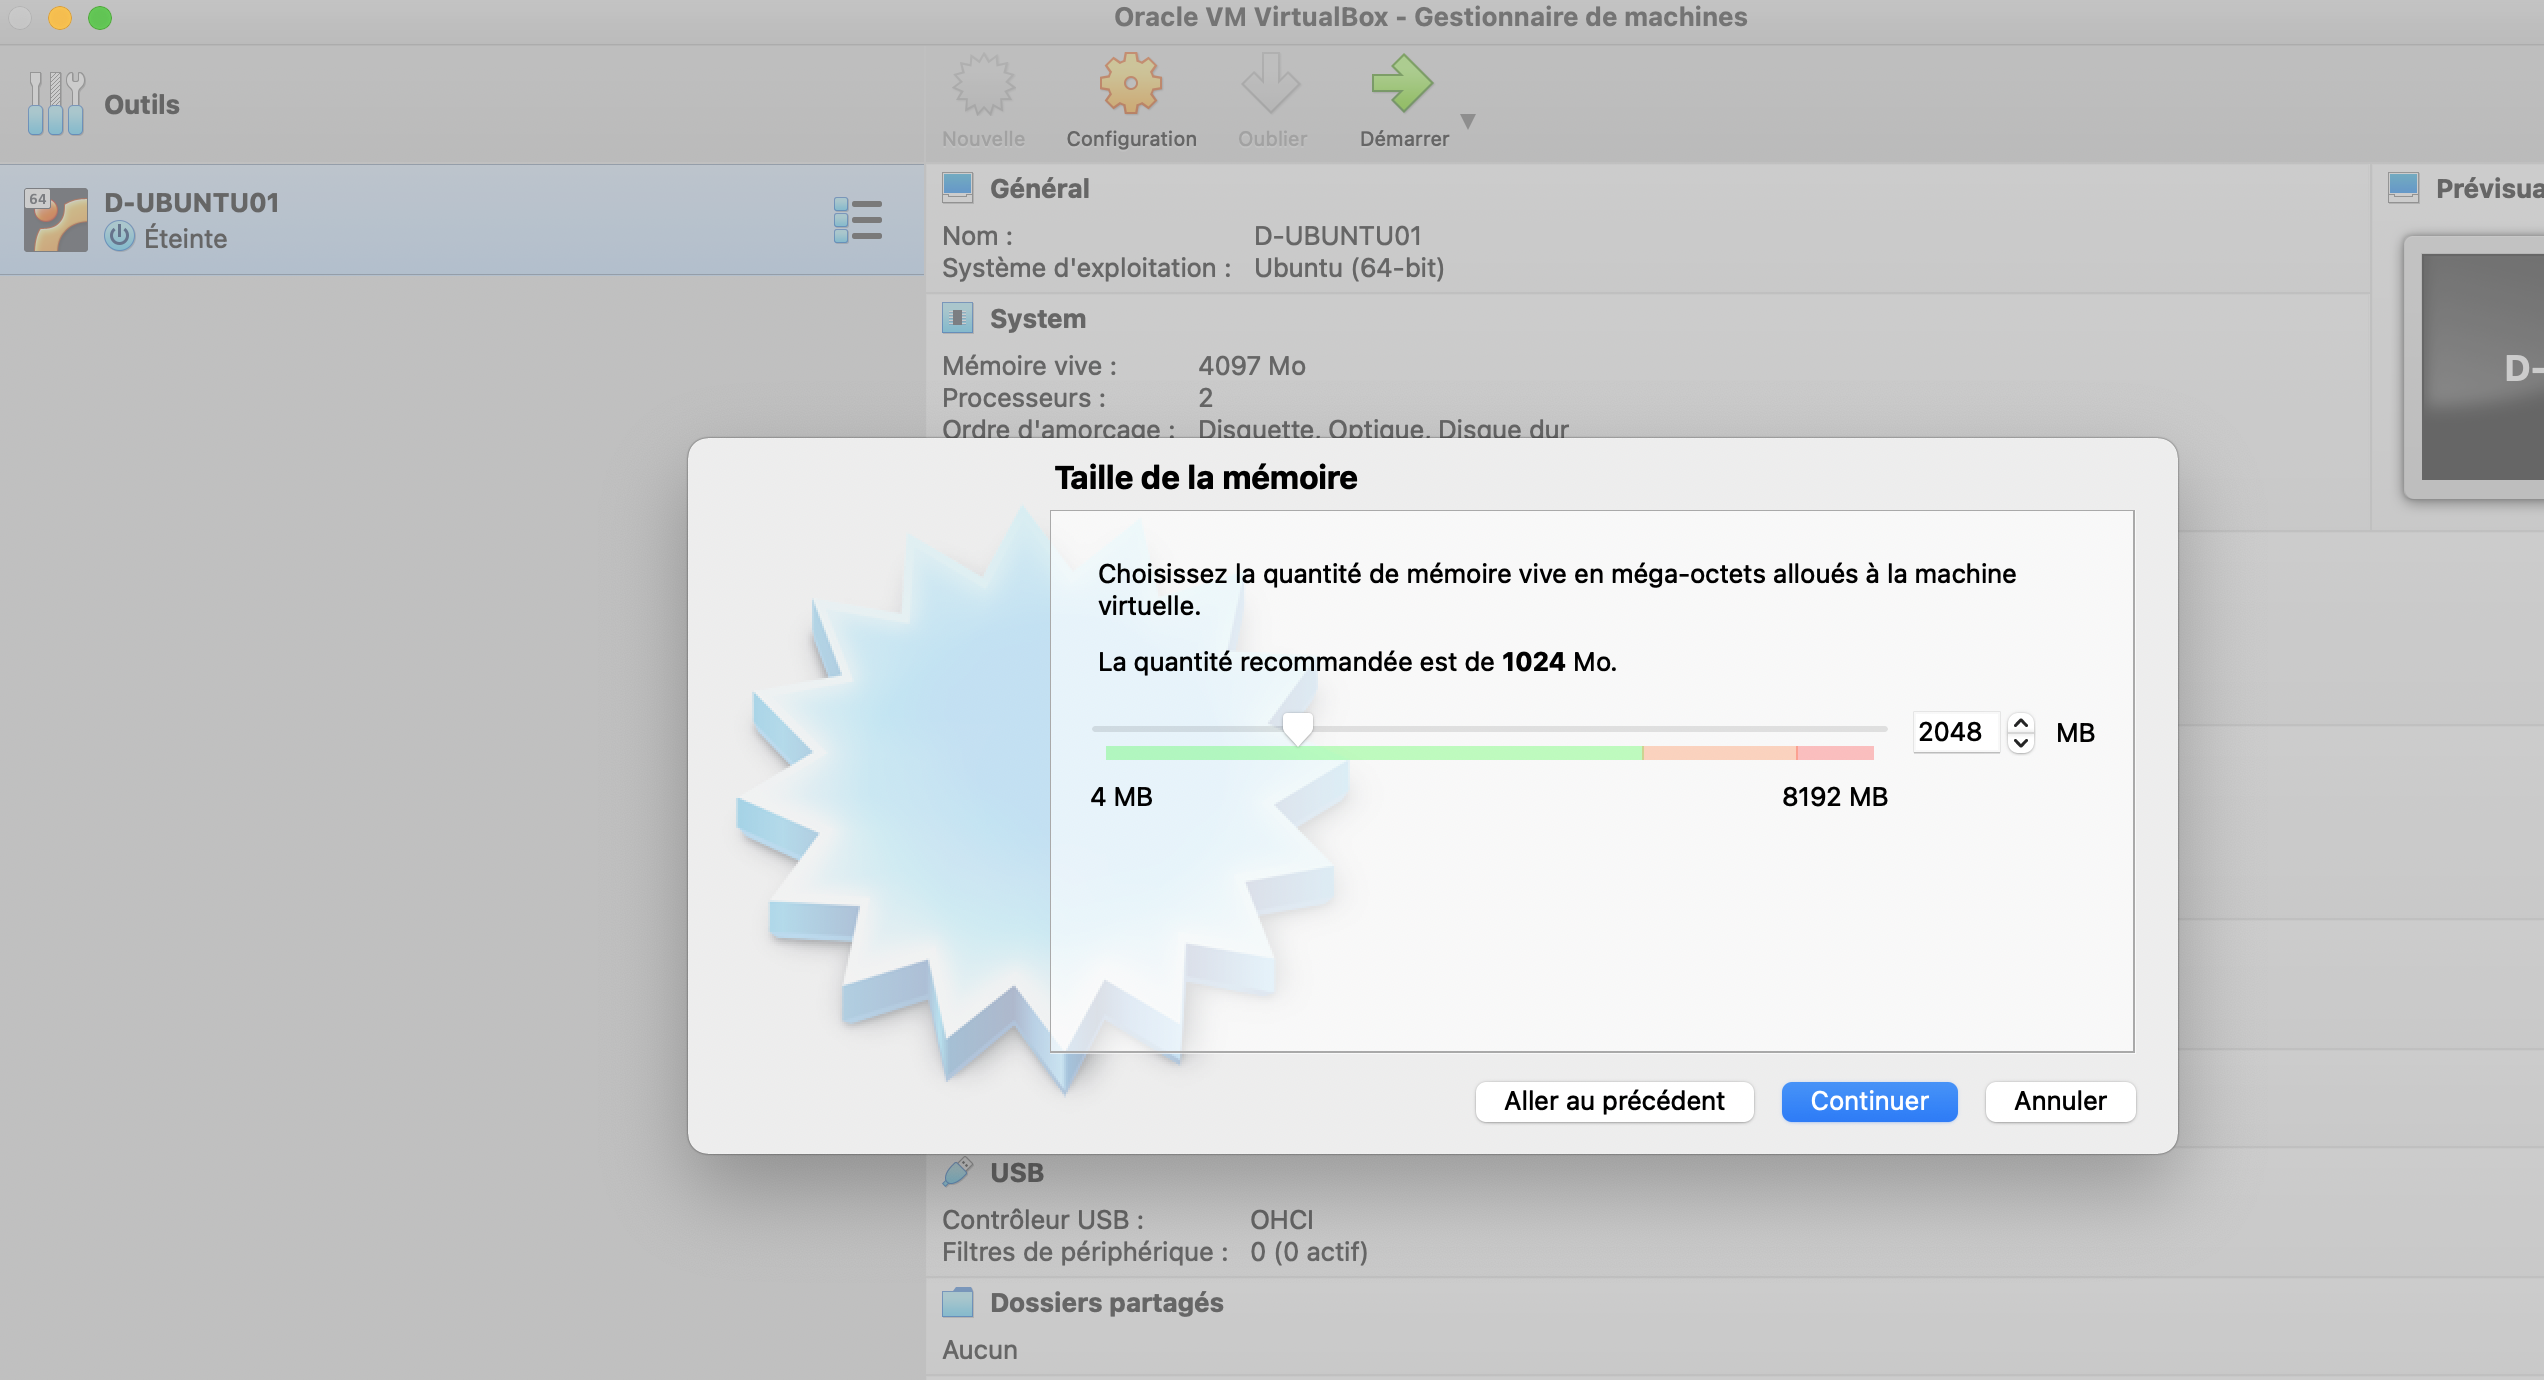 Oracle VM VirtualBox - Gestionnaire de machines
Outils
Nouvelle
Configuration
Oublier
Démarrer
64
D-UBUNTU01
Éteinte
Général
Nom : D-UBUNTU01
Système d'exploitation : Ubuntu (64-bit)
System
Mémoire vive : 4097 Mo
Processeurs : 2
Ordre d'amorçage : Disquette, Optique, Disque dur
D-
Taille de la mémoire
Choisissez la quantité de mémoire vive en méga-octets alloués à la machine
virtuelle.
La quantité recommandée est de 1024 Mo.
2048 MB
4 MB
8192 MB
Aller au précédent
Continuer
Annuler
USB
Contrôleur USB : OHCI
Filtres de périphérique : 0 (0 actif)
Dossiers partagés
Aucun